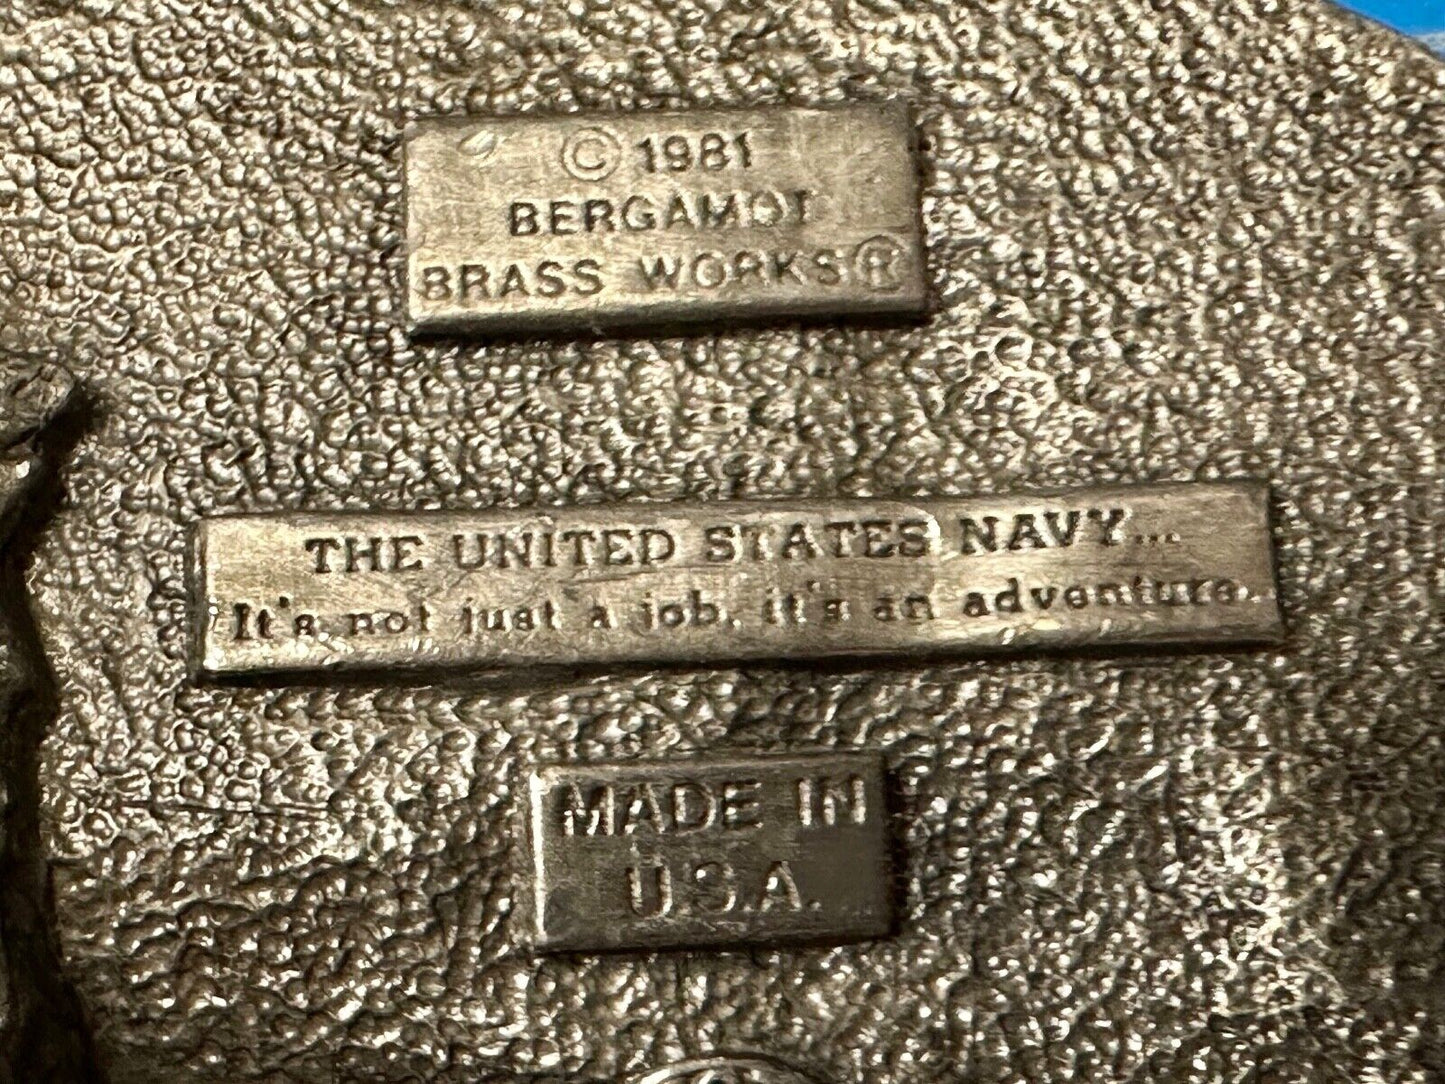 © 1981
BERGAMOT
BRASS WORKS®
THE UNITED STATES NAVY...
It's not just a job, it's an adventure.
MADE IN
U.S.A.